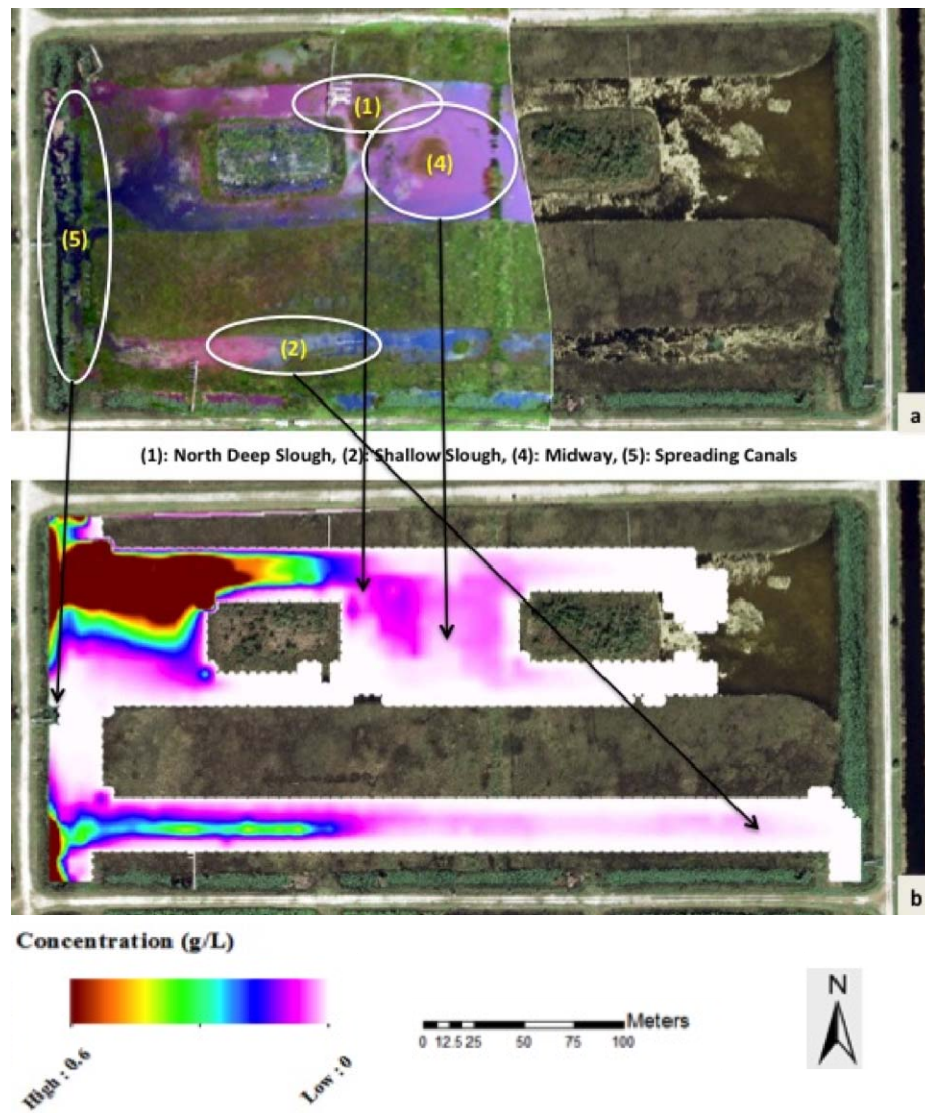 (1)
(4)
(5)
(2)
a
(1): North Deep Slough, (2): Shallow Slough, (4): Midway, (5): Spreading Canals
b
Concentration (g/L)
High : 0.6
Low : 0
N
Meters
0 12.5 25 50 75 100